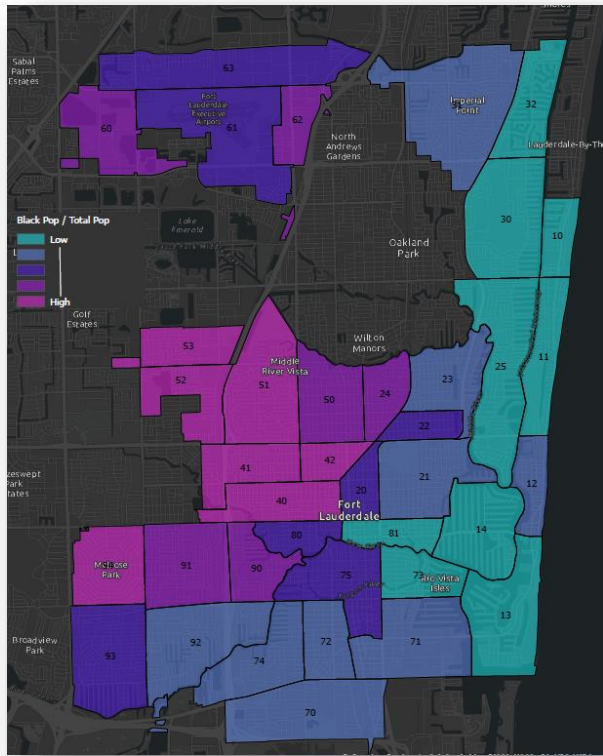 Sabal
Palms
Estates
63
Fort
Lauderdale
Executive
Airport
60
61
62
Imperial
Point
32
North
Andrews
Gardens
Lauderdale-By-The
Black Pop / Total Pop
Low
High
Lake
Emerald
30
10
Oakland
Park
Golf
Estates
53
52
Middle
River Vista
51
Wilton
Manors
50
24
23
25
11
22
41
42
40
20
21
12
Fort
Lauderdale
14
80
81
Melrose
Park
91
90
75
73
Rio Vista
Isles
13
Broadview
Park
93
92
74
72
71
70